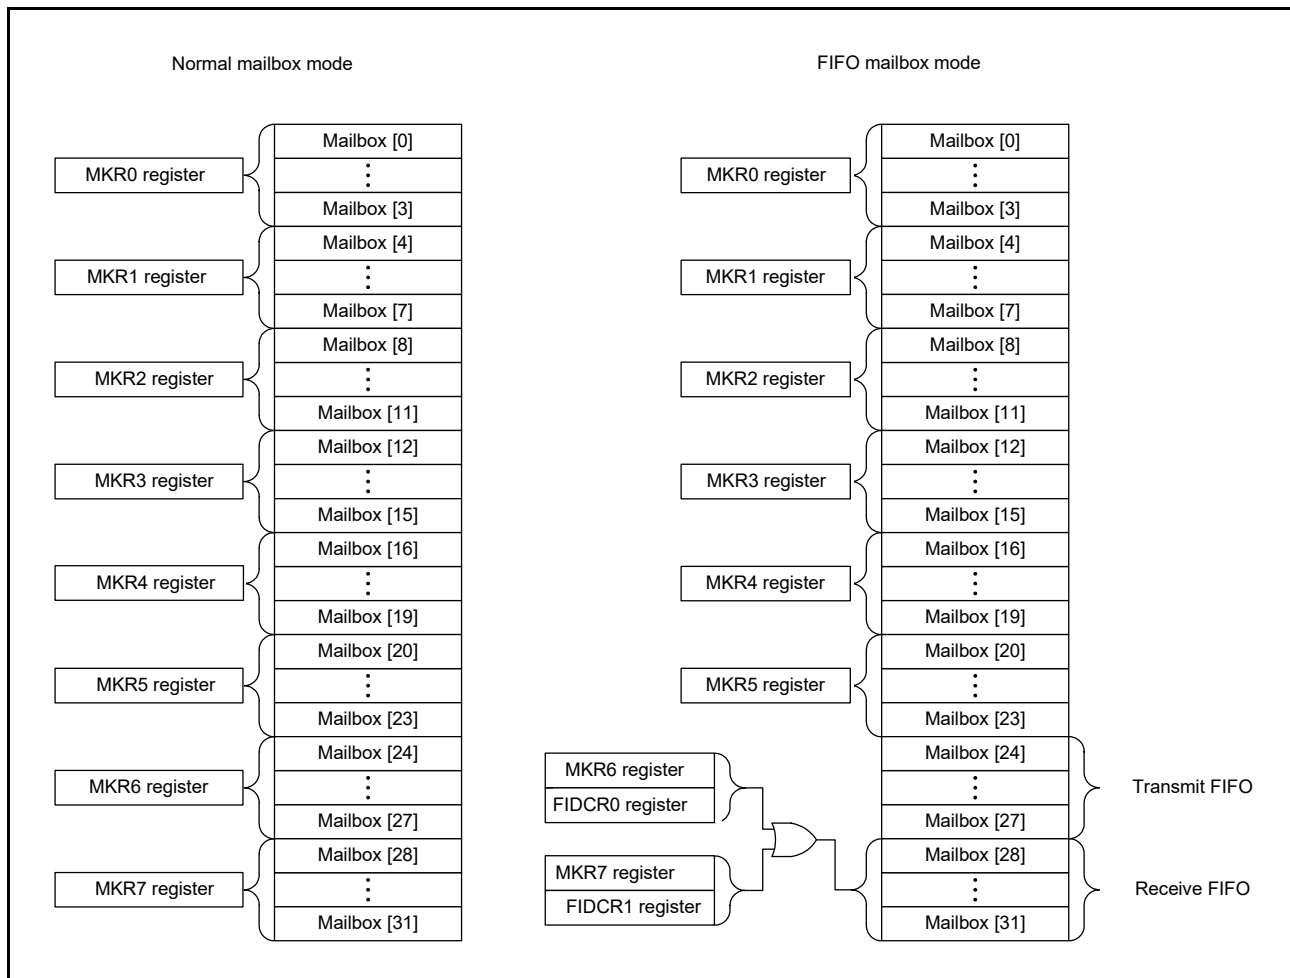 Normal mailbox mode
MKR0 register
Mailbox [0]
Mailbox [3]
MKR1 register
Mailbox [4]
Mailbox [7]
MKR2 register
Mailbox [8]
Mailbox [11]
MKR3 register
Mailbox [12]
Mailbox [15]
MKR4 register
Mailbox [16]
Mailbox [19]
MKR5 register
Mailbox [20]
Mailbox [23]
MKR6 register
Mailbox [24]
Mailbox [27]
MKR7 register
Mailbox [28]
Mailbox [31]
FIFO mailbox mode
MKR0 register
Mailbox [0]
Mailbox [3]
MKR1 register
Mailbox [4]
Mailbox [7]
MKR2 register
Mailbox [8]
Mailbox [11]
MKR3 register
Mailbox [12]
Mailbox [15]
MKR4 register
Mailbox [16]
Mailbox [19]
MKR5 register
Mailbox [20]
Mailbox [23]
MKR6 register
FIDCR0 register
Mailbox [24]
Mailbox [27]
Transmit FIFO
MKR7 register
FIDCR1 register
Mailbox [28]
Mailbox [31]
Receive FIFO